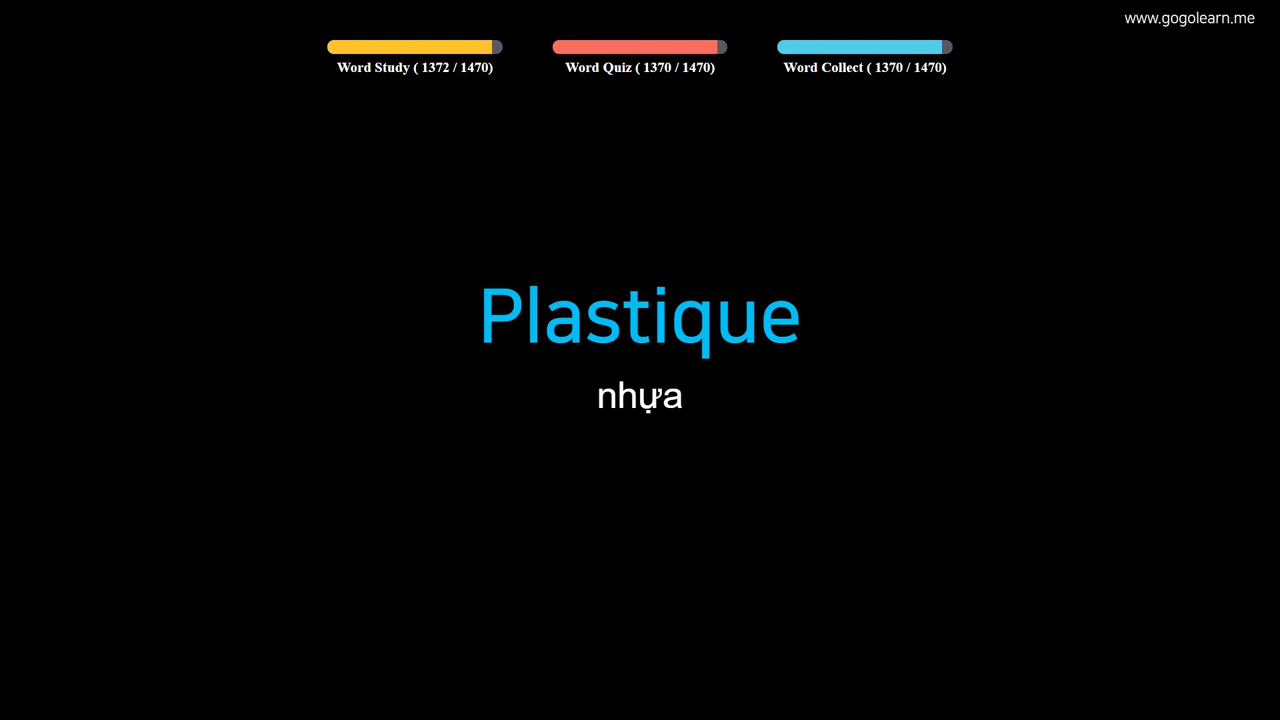 www.gogolearn.me
Word Study ( 1372 / 1470)
Word Quiz ( 1370 / 1470)
Word Collect ( 1370 / 1470)
Plastique
nhựa